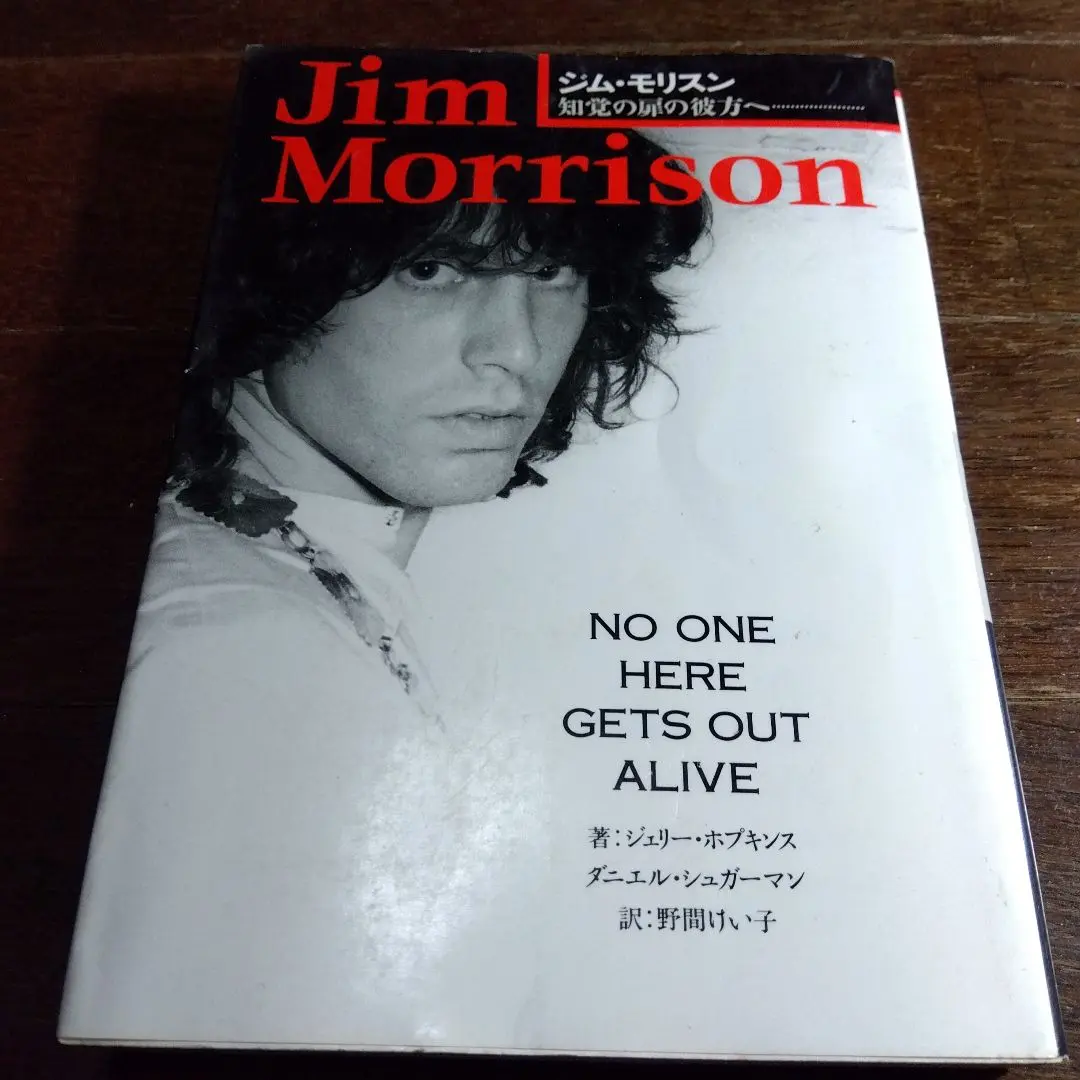 Jim
Morrison
ジム・モリスン
知覚の扉の彼方へ…………………
NO ONE
HERE
GETS OUT
ALIVE
著:ジェリー・ホプキンス
ダニエル・シュガーマン
訳:野間けい子